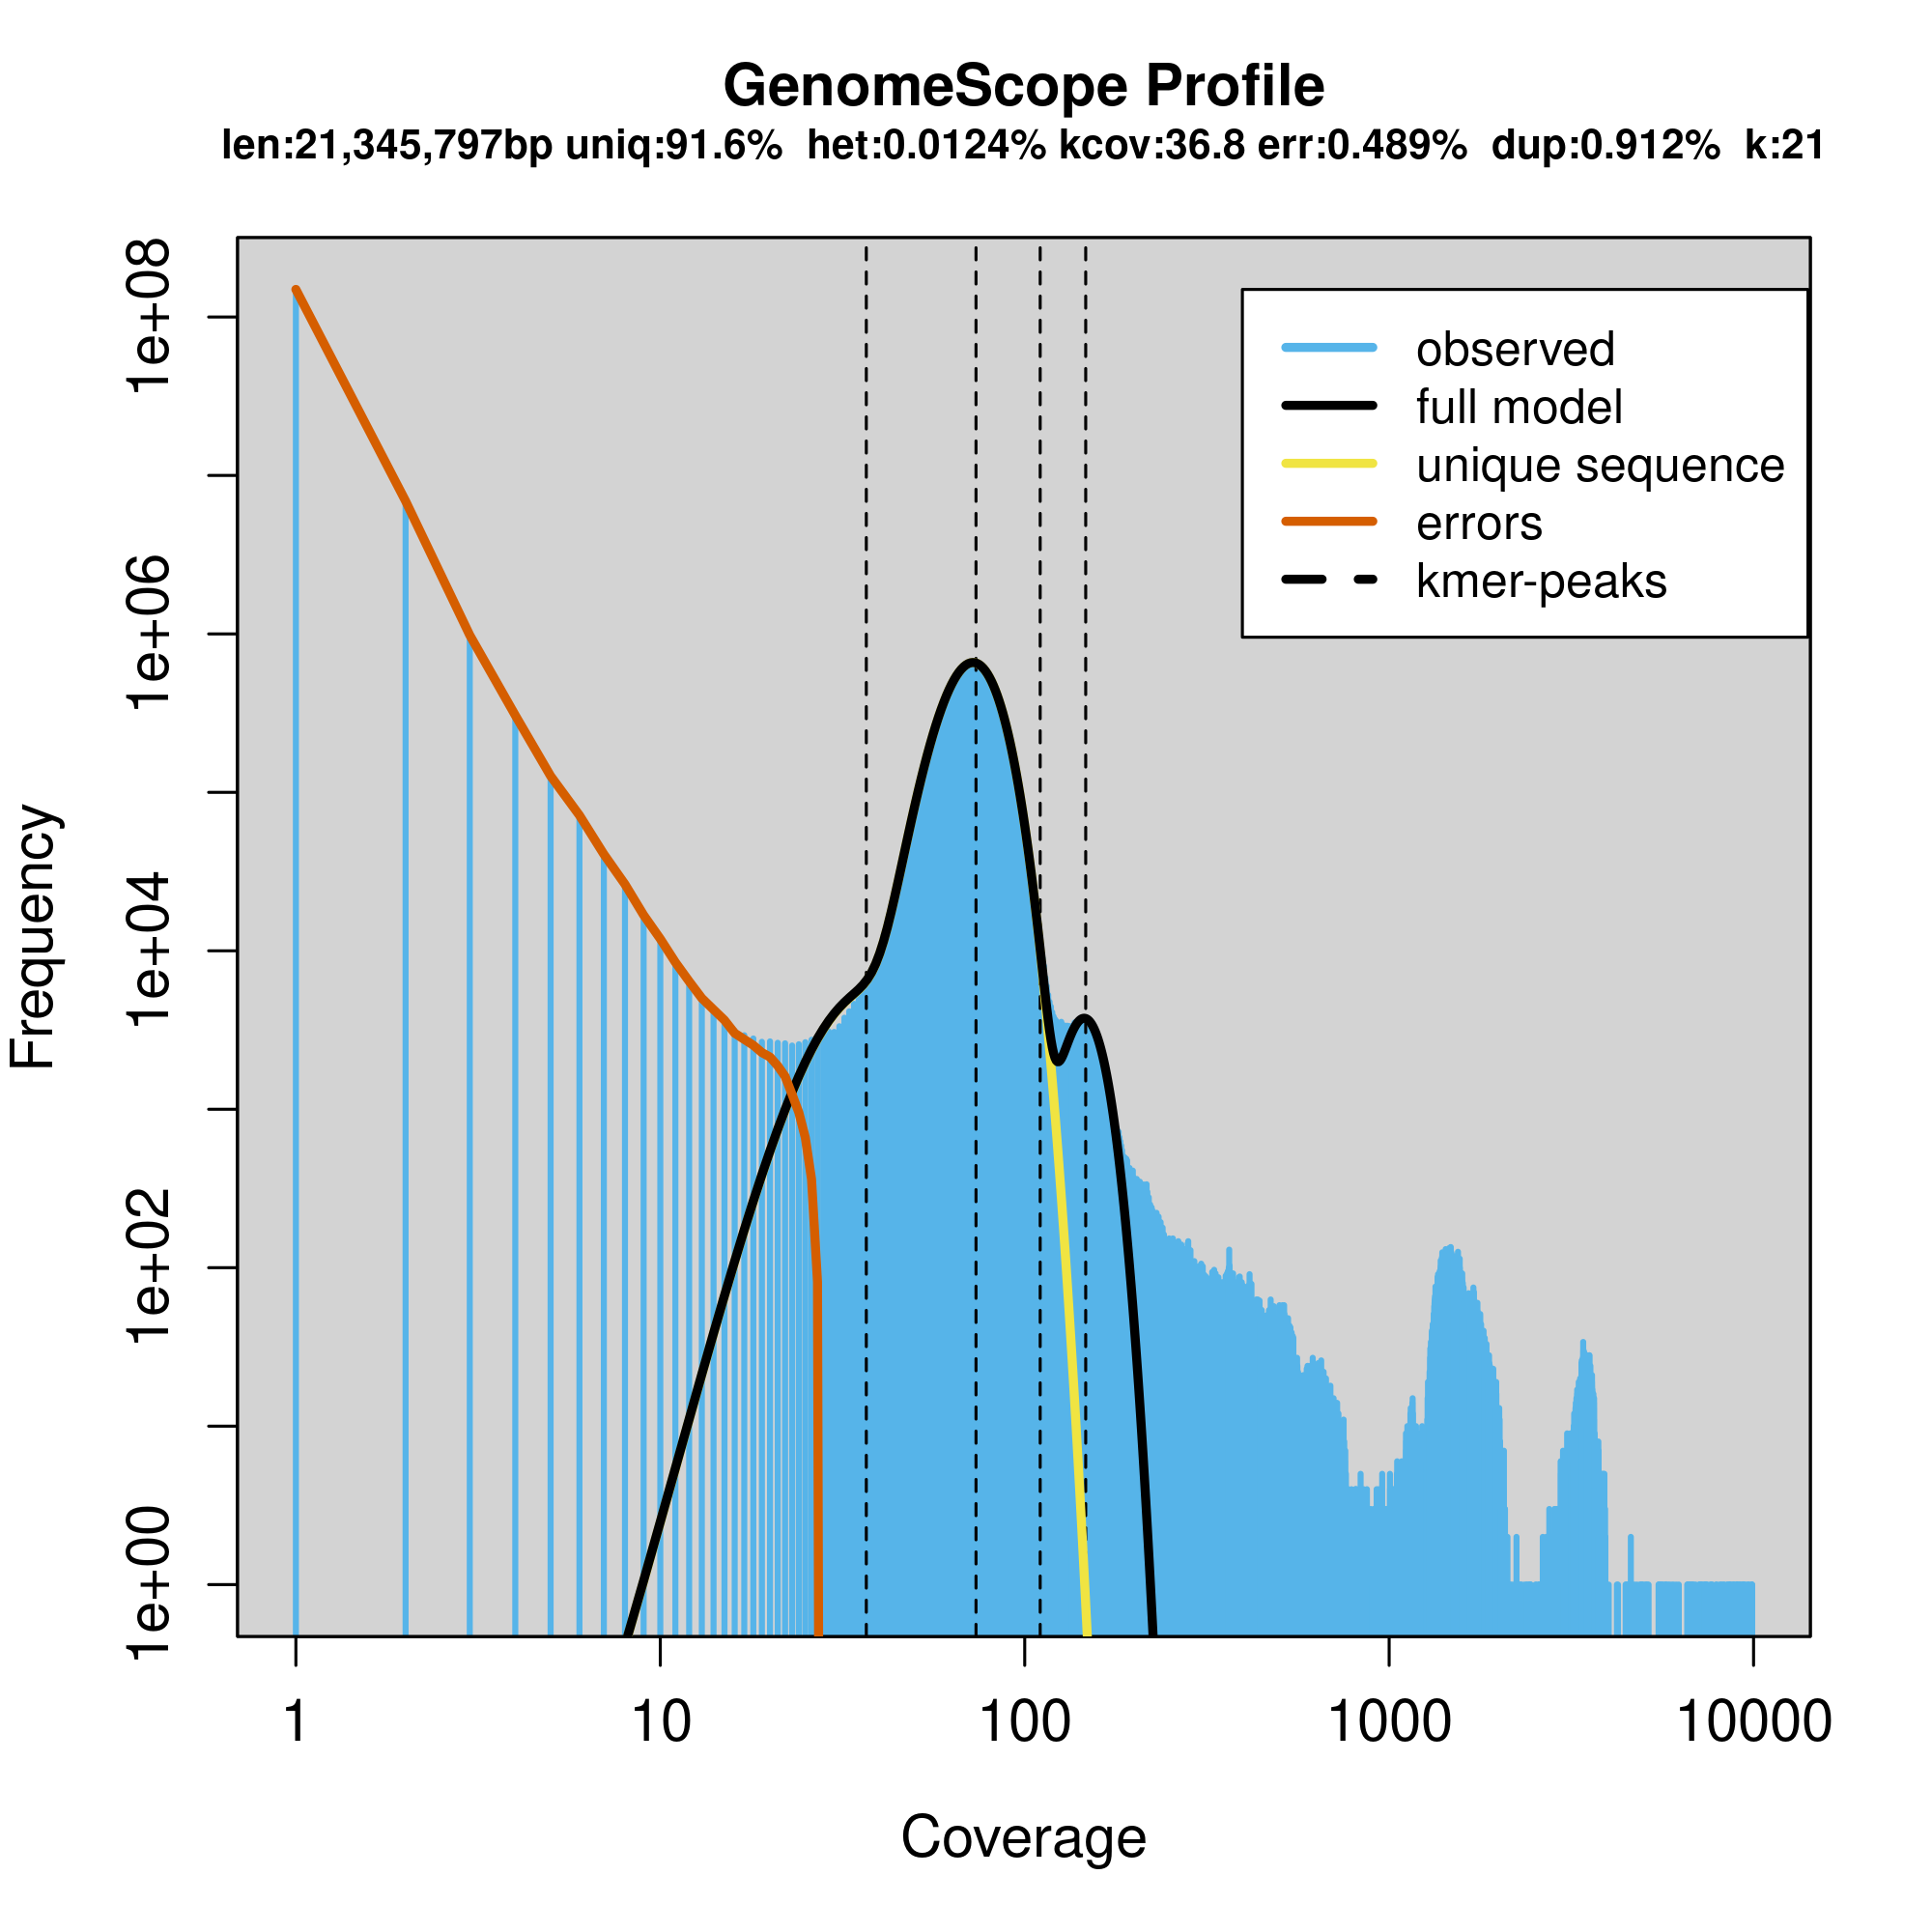 GenomeScope Profile
len:21,345,797bp uniq:91.6% het:0.0124% kcov:36.8 err:0.489% dup:0.912% k:21
Frequency
1e+08
1e+06
1e+04
1e+02
1e+00
observed
full model
unique sequence
errors
kmer-peaks
1 10 100 1000 10000
Coverage